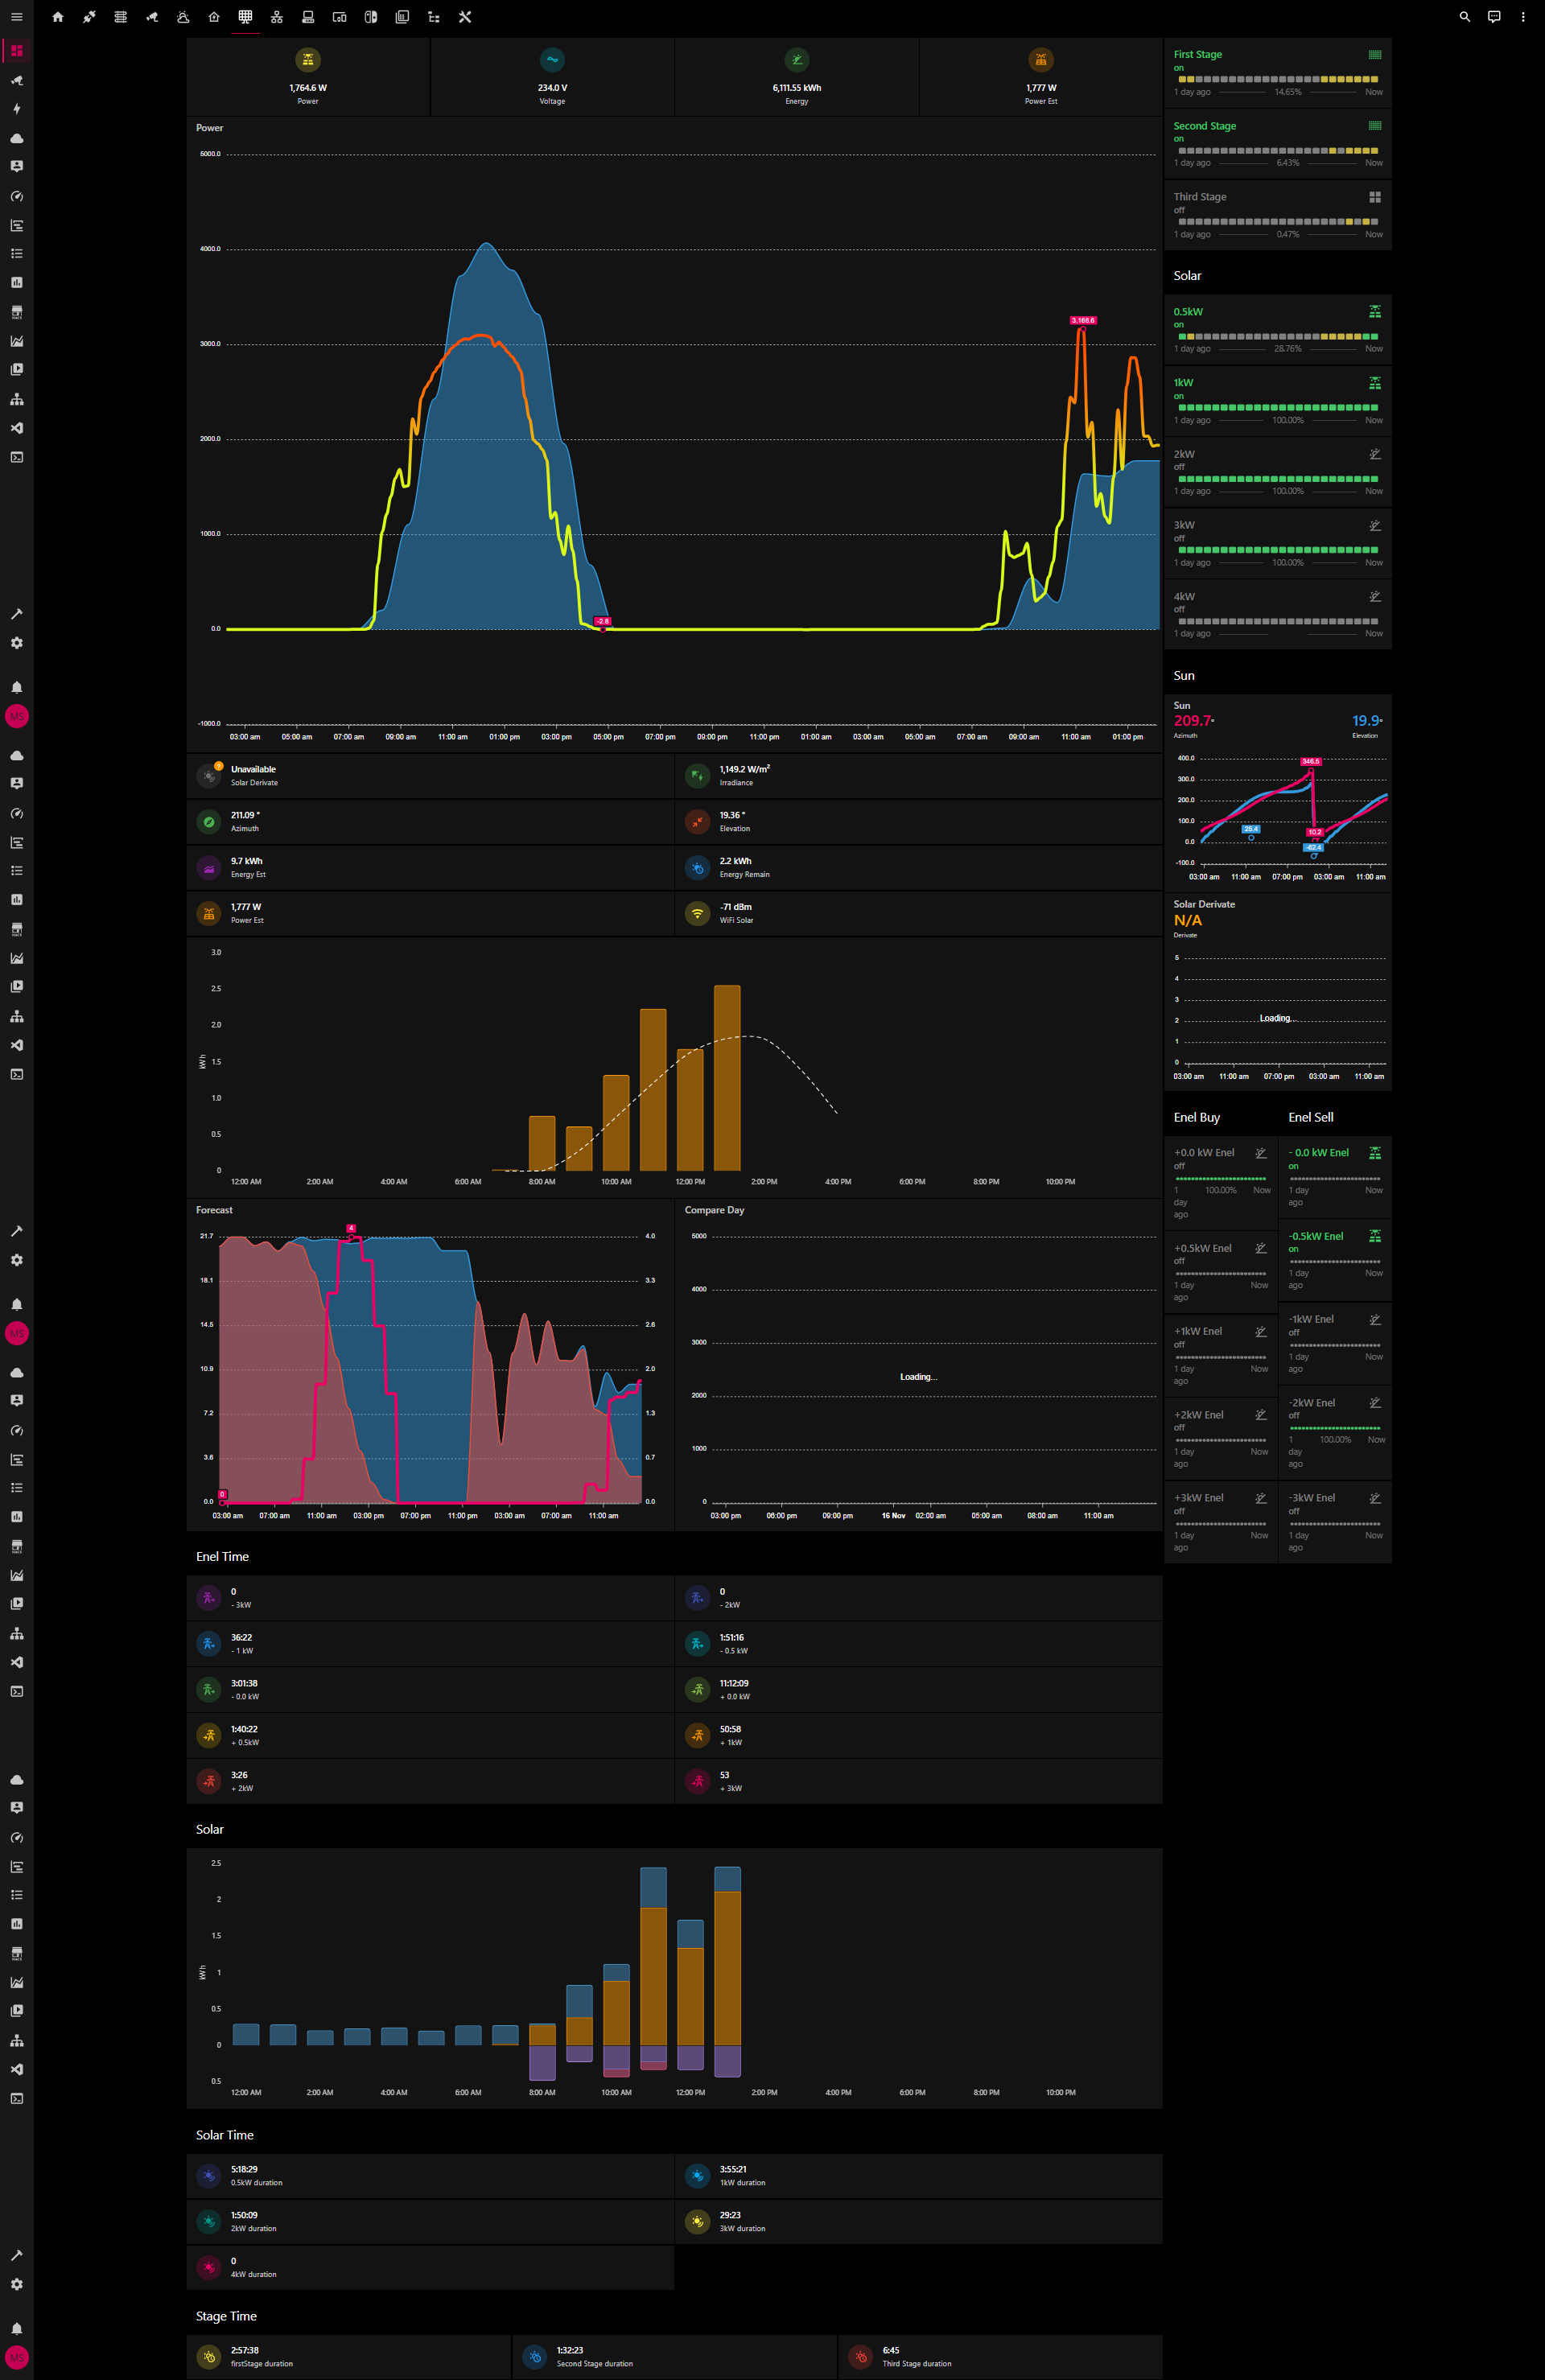 1,764.6 W
Power
234.0 V
Voltage
6,111.55 kWh
Energy
1,777 W
Power Est
Power
5000.0
4000.0
3000.0
2000.0
1000.0
0.0
-1000.0
3,166.6
-2.8
03:00 am 05:00 am 07:00 am 09:00 am 11:00 am 01:00 pm 03:00 pm 05:00 pm 07:00 pm 09:00 pm 11:00 pm 01:00 am 03:00 am 05:00 am 07:00 am 09:00 am 11:00 am 01:00 pm
Unavailable
Solar Derivate
1,149.2 W/m²
Irradiance
211.09 °
Azimuth
19.36 °
Elevation
9.7 kWh
Energy Est
2.2 kWh
Energy Remain
1,777 W
Power Est
-71 dBm
WiFi Solar
3.0
2.5
2.0
1.5
1.0
0.5
0
kWh
12:00 AM 2:00 AM 4:00 AM 6:00 AM 8:00 AM 10:00 AM 12:00 PM 2:00 PM 4:00 PM 6:00 PM 8:00 PM 10:00 PM
Forecast
21.7
18.1
14.5
10.9
7.2
3.6
0.0
4
0
4.0
3.3
2.6
2.0
1.3
0.7
0.0
03:00 am 07:00 am 11:00 am 03:00 pm 07:00 pm 11:00 pm 03:00 am 07:00 am 11:00 am
Compare Day
5000
4000
3000
2000
1000
0
Loading...
03:00 pm 06:00 pm 09:00 pm 16 Nov 02:00 am 05:00 am 08:00 am 11:00 am
Enel Time
0
- 3kW
0
- 2kW
36:22
- 1 kW
1:51:16
- 0.5 kW
3:01:38
- 0.0 kW
11:12:09
+ 0.0 kW
1:40:22
+ 0.5kW
50:58
+ 1kW
3:26
+ 2kW
53
+ 3kW
Solar
2.5
2
1.5
1
0.5
0
0.5
kWh
12:00 AM 2:00 AM 4:00 AM 6:00 AM 8:00 AM 10:00 AM 12:00 PM 2:00 PM 4:00 PM 6:00 PM 8:00 PM 10:00 PM
Solar Time
5:18:29
0.5kW duration
3:55:21
1kW duration
1:50:09
2kW duration
29:23
3kW duration
0
4kW duration
Stage Time
2:57:38
firstStage duration
1:32:23
Second Stage duration
6:45
Third Stage duration
First Stage
on
1 day ago 14.65% Now
Second Stage
on
1 day ago 6.43% Now
Third Stage
off
1 day ago 0.47% Now
Solar
0.5kW
on
1 day ago 28.76% Now
1kW
on
1 day ago 100.00% Now
2kW
off
1 day ago 100.00% Now
3kW
off
1 day ago 100.00% Now
4kW
off
1 day ago Now
Sun
Sun
209.7° 19.9°
Azimuth Elevation
400.0
300.0
200.0
100.0
0.0
-100.0
346.5
25.4
10.2
-62.4
03:00 am 11:00 am 07:00 pm 03:00 am 11:00 am
Solar Derivate
N/A
Derivate
5
4
3
2
1
0
Loading...
03:00 am 11:00 am 07:00 pm 03:00 am 11:00 am
Enel Buy
+0.0 kW Enel
off
1 day ago 100.00% Now
+0.5kW Enel
off
1 day ago Now
+1kW Enel
off
1 day ago Now
+2kW Enel
off
1 day ago Now
+3kW Enel
off
1 day ago Now
Enel Sell
- 0.0 kW Enel
on
1 day ago Now
-0.5kW Enel
on
1 day ago Now
-1kW Enel
off
1 day ago Now
-2kW Enel
off
1 day ago 100.00% Now
-3kW Enel
off
1 day ago Now
MS
MS
MS